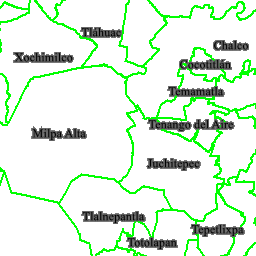 Tláhuac
Chalco
Xochimilco
Cocotitlán
Temamatla
Tenango del Aire
Milpa Alta
Juchitepec
Tlalnepantla
Tepetlixpa
Totolapan